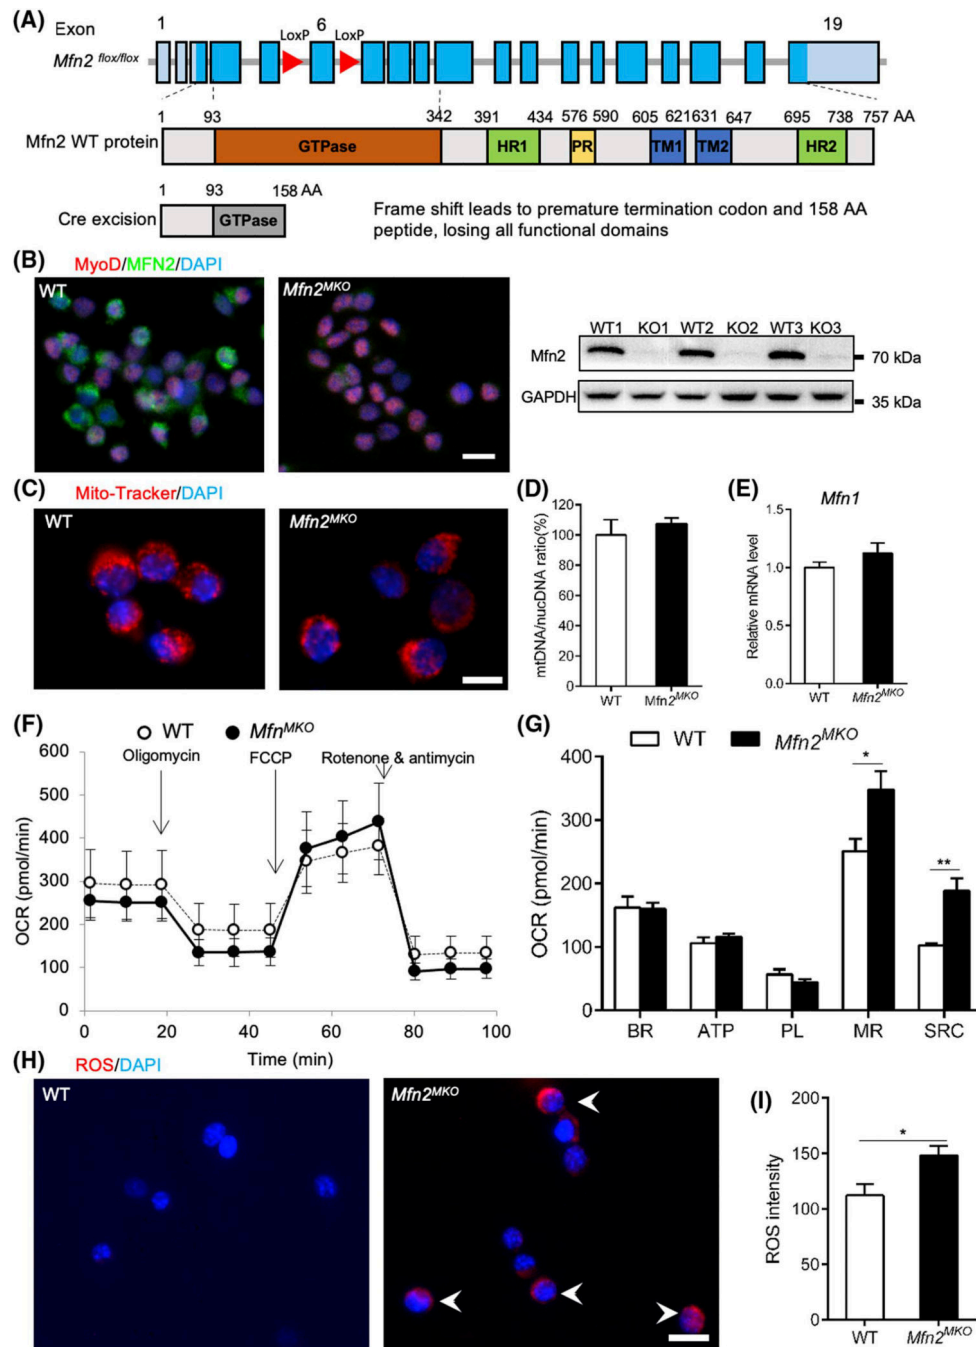 (A)
Exon 1 6 19
LoxP LoxP
Mfn2 flox/flox
1 93 342 391 434 576 590 605 621 631 647 695 738 757 AA
Mfn2 WT protein GTPase HR1 PR TM1 TM2 HR2
1 93 158 AA
Cre excision GTPase
Frame shift leads to premature termination codon and 158 AA
peptide, losing all functional domains
(B)
MyoD/MFN2/DAPI
WT Mfn2MKO
WT1 KO1 WT2 KO2 WT3 KO3
Mfn2 70 kDa
GAPDH 35 kDa
(C)
Mito-Tracker/DAPI
WT Mfn2MKO
(D)
mtDNA/nucDNA ratio(%)
140
120
100
80
60
40
20
0
WT Mfn2MKO
(E)
Mfn1
Relative mRNA level
1.5
1.0
0.5
0.0
WT Mfn2MKO
(F)
WT MfnMKO
Oligomycin FCCP Rotenone & antimycin
OCR (pmol/min)
600
500
400
300
200
100
0
0 20 40 60 80 100
Time (min)
(G)
WT Mfn2MKO
OCR (pmol/min)
400
300
200
100
0
* **
BR ATP PL MR SRC
(H)
ROS/DAPI
WT Mfn2MKO
(I)
ROS intensity
200
150
100
50
0
*
WT Mfn2MKO